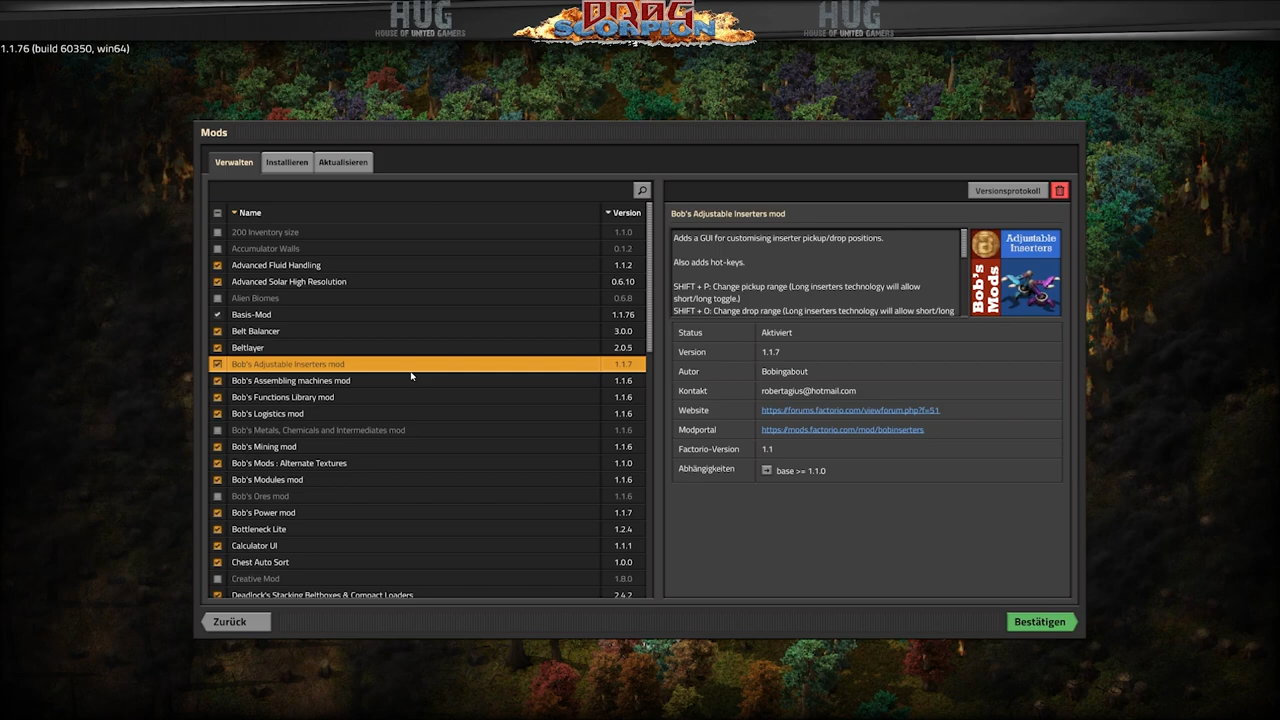 HUG
HOUSE OF UNITED GAMERS
DRAG
SCORPION
HUG
HOUSE OF UNITED GAMERS
1.1.76 (build 60350, win64)
Mods
Verwalten Installieren Aktualisieren
Versionsprotokoll
Name Version
200 Inventory size 1.1.0
Accumulator Walls 0.1.2
Advanced Fluid Handling 1.1.2
Advanced Solar High Resolution 0.6.10
Alien Biomes 0.6.8
Basis-Mod 1.1.76
Belt Balancer 3.0.0
Beltlayer 2.0.5
Bob's Adjustable Inserters mod 1.1.7
Bob's Assembling machines mod 1.1.6
Bob's Functions Library mod 1.1.6
Bob's Logistics mod 1.1.6
Bob's Metals, Chemicals and Intermediates mod 1.1.6
Bob's Mining mod 1.1.6
Bob's Mods : Alternate Textures 1.1.0
Bob's Modules mod 1.1.6
Bob's Ores mod 1.1.6
Bob's Power mod 1.1.7
Bottleneck Lite 1.2.4
Calculator UI 1.1.1
Chest Auto Sort 1.0.0
Creative Mod 1.8.0
Deadlock's Stacking Beltboxes & Compact Loaders 2.4.2
Bob's Adjustable Inserters mod
Adds a GUI for customising inserter pickup/drop positions.
Also adds hot-keys.
SHIFT + P: Change pickup range (Long inserters technology will allow
short/long toggle.)
SHIFT + O: Change drop range (Long inserters technology will allow short/long
B
Bob's
Mods
Adjustable
Inserters
Status Aktiviert
Version 1.1.7
Autor Bobingabout
Kontakt robertagius@hotmail.com
Website https://forums.factorio.com/viewforum.php?f=51
Modportal https://mods.factorio.com/mod/bobinserters
Factorio-Version 1.1
Abhängigkeiten base >= 1.1.0
Zurück
Bestätigen